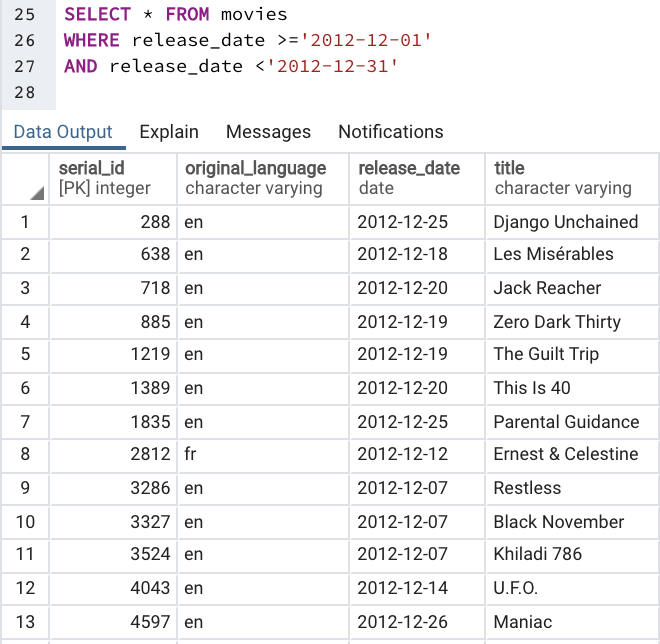 25 SELECT * FROM movies
26 WHERE release_date >='2012-12-01'
27 AND release_date <'2012-12-31'
28
Data Output Explain Messages Notifications
serial_id original_language release_date title
[PK] integer character varying date character varying
1 288 en 2012-12-25 Django Unchained
2 638 en 2012-12-18 Les Misérables
3 718 en 2012-12-20 Jack Reacher
4 885 en 2012-12-19 Zero Dark Thirty
5 1219 en 2012-12-19 The Guilt Trip
6 1389 en 2012-12-20 This Is 40
7 1835 en 2012-12-25 Parental Guidance
8 2812 fr 2012-12-12 Ernest & Celestine
9 3286 en 2012-12-07 Restless
10 3327 en 2012-12-07 Black November
11 3524 en 2012-12-07 Khiladi 786
12 4043 en 2012-12-14 U.F.O.
13 4597 en 2012-12-26 Maniac